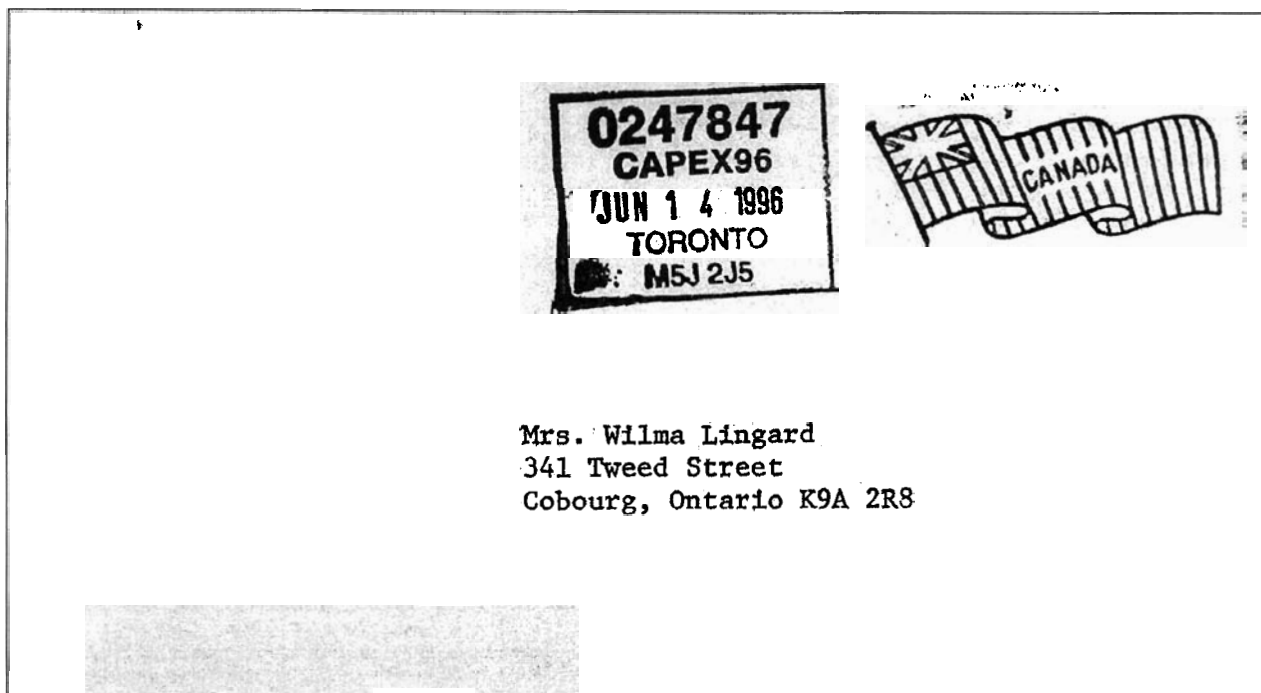 0247847
CAPEX96
JUN 1 4 1996
TORONTO
M5J 2J5
CANADA
Mrs. Wilma Lingard
341 Tweed Street
Cobourg, Ontario K9A 2R8